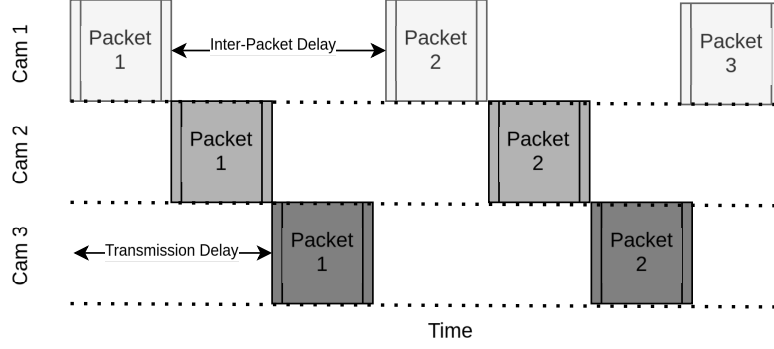 Cam 1
Packet
1
Inter-Packet Delay
Packet
2
Packet
3
Cam 2
Packet
1
Packet
2
Cam 3
Transmission Delay
Packet
1
Packet
2
Time